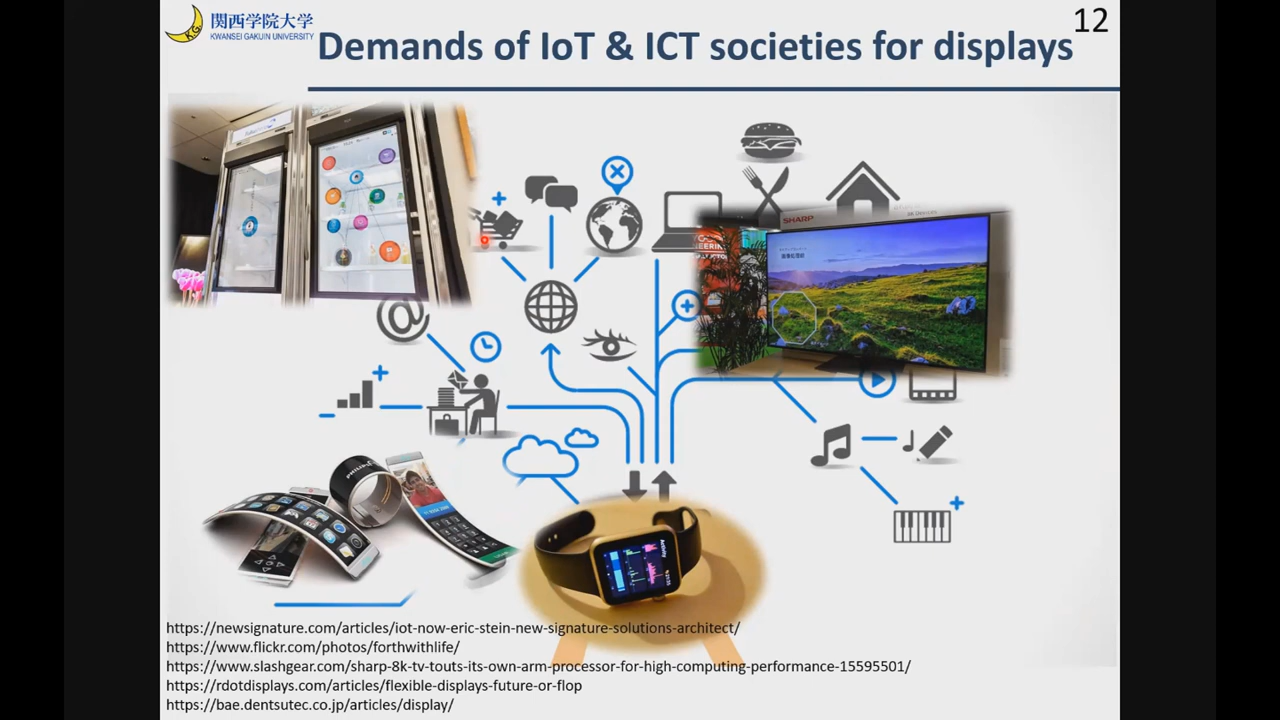 関西学院大学
KWANSEI GAKUIN UNIVERSITY
Demands of IoT & ICT societies for displays
12
SHARP
@
PHILIPS
Activity
https://newsignature.com/articles/iot-now-eric-stein-new-signature-solutions-architect/
https://www.flickr.com/photos/forthwithlife/
https://www.slashgear.com/sharp-8k-tv-touts-its-own-arm-processor-for-high-computing-performance-15595501/
https://rdotdisplays.com/articles/flexible-displays-future-or-flop
https://bae.dentsutec.co.jp/articles/display/